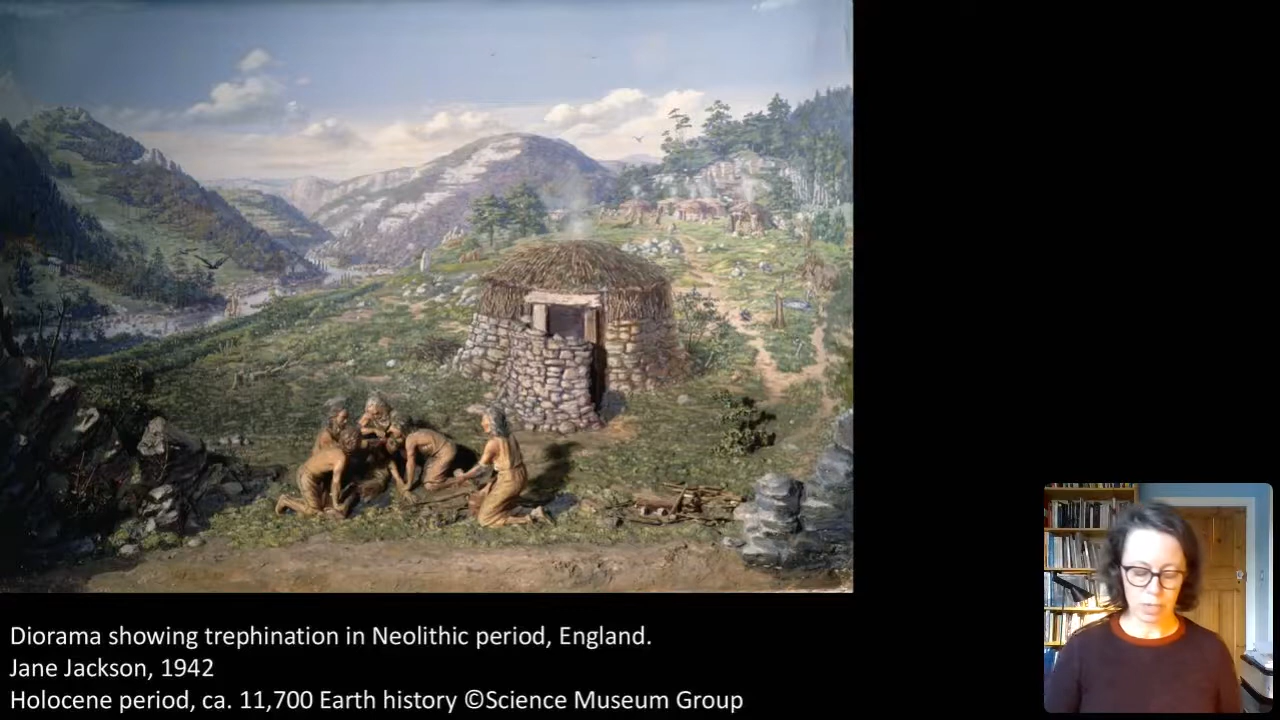 Diorama showing trephination in Neolithic period, England.
Jane Jackson, 1942
Holocene period, ca. 11,700 Earth history ©Science Museum Group